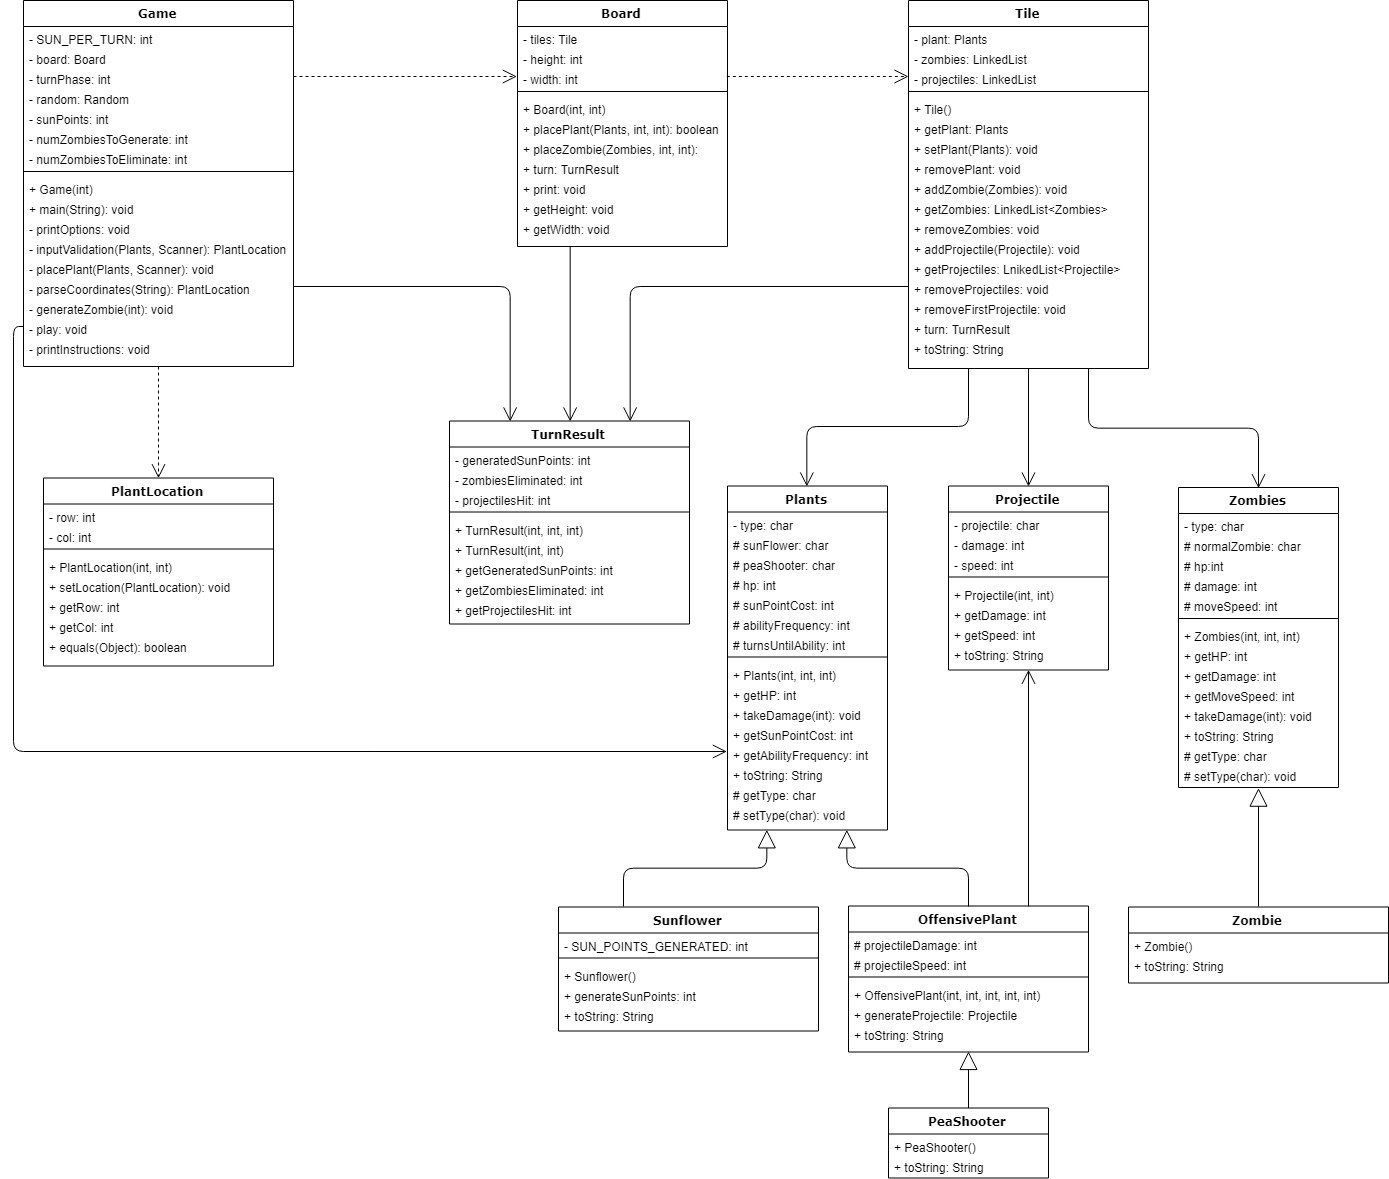 Game
- SUN_PER_TURN: int
- board: Board
- turnPhase: int
- random: Random
- sunPoints: int
- numZombiesToGenerate: int
- numZombiesToEliminate: int
+ Game(int)
+ main(String): void
- printOptions: void
- inputValidation(Plants, Scanner): PlantLocation
- placePlant(Plants, Scanner): void
- parseCoordinates(String): PlantLocation
- generateZombie(int): void
- play: void
- printInstructions: void
Board
- tiles: Tile
- height: int
- width: int
+ Board(int, int)
+ placePlant(Plants, int, int): boolean
+ placeZombie(Zombies, int, int):
+ turn: TurnResult
+ print: void
+ getHeight: void
+ getWidth: void
Tile
- plant: Plants
- zombies: LinkedList
- projectiles: LinkedList
+ Tile()
+ getPlant: Plants
+ setPlant(Plants): void
+ removePlant: void
+ addZombie(Zombies): void
+ getZombies: LinkedList<Zombies>
+ removeZombies: void
+ addProjectile(Projectile): void
+ getProjectiles: LnikedList<Projectile>
+ removeProjectiles: void
+ removeFirstProjectile: void
+ turn: TurnResult
+ toString: String
PlantLocation
- row: int
- col: int
+ PlantLocation(int, int)
+ setLocation(PlantLocation): void
+ getRow: int
+ getCol: int
+ equals(Object): boolean
TurnResult
- generatedSunPoints: int
- zombiesEliminated: int
- projectilesHit: int
+ TurnResult(int, int, int)
+ TurnResult(int, int)
+ getGeneratedSunPoints: int
+ getZombiesEliminated: int
+ getProjectilesHit: int
Plants
- type: char
# sunFlower: char
# peaShooter: char
# hp: int
# sunPointCost: int
# abilityFrequency: int
# turnsUntilAbility: int
+ Plants(int, int, int)
+ getHP: int
+ takeDamage(int): void
+ getSunPointCost: int
+ getAbilityFrequency: int
+ toString: String
# getType: char
# setType(char): void
Projectile
- projectile: char
- damage: int
- speed: int
+ Projectile(int, int)
+ getDamage: int
+ getSpeed: int
+ toString: String
Zombies
- type: char
# normalZombie: char
# hp:int
# damage: int
# moveSpeed: int
+ Zombies(int, int, int)
+ getHP: int
+ getDamage: int
+ getMoveSpeed: int
+ takeDamage(int): void
+ toString: String
# getType: char
# setType(char): void
Sunflower
- SUN_POINTS_GENERATED: int
+ Sunflower()
+ generateSunPoints: int
+ toString: String
OffensivePlant
# projectileDamage: int
# projectileSpeed: int
+ OffensivePlant(int, int, int, int, int)
+ generateProjectile: Projectile
+ toString: String
Zombie
+ Zombie()
+ toString: String
PeaShooter
+ PeaShooter()
+ toString: String